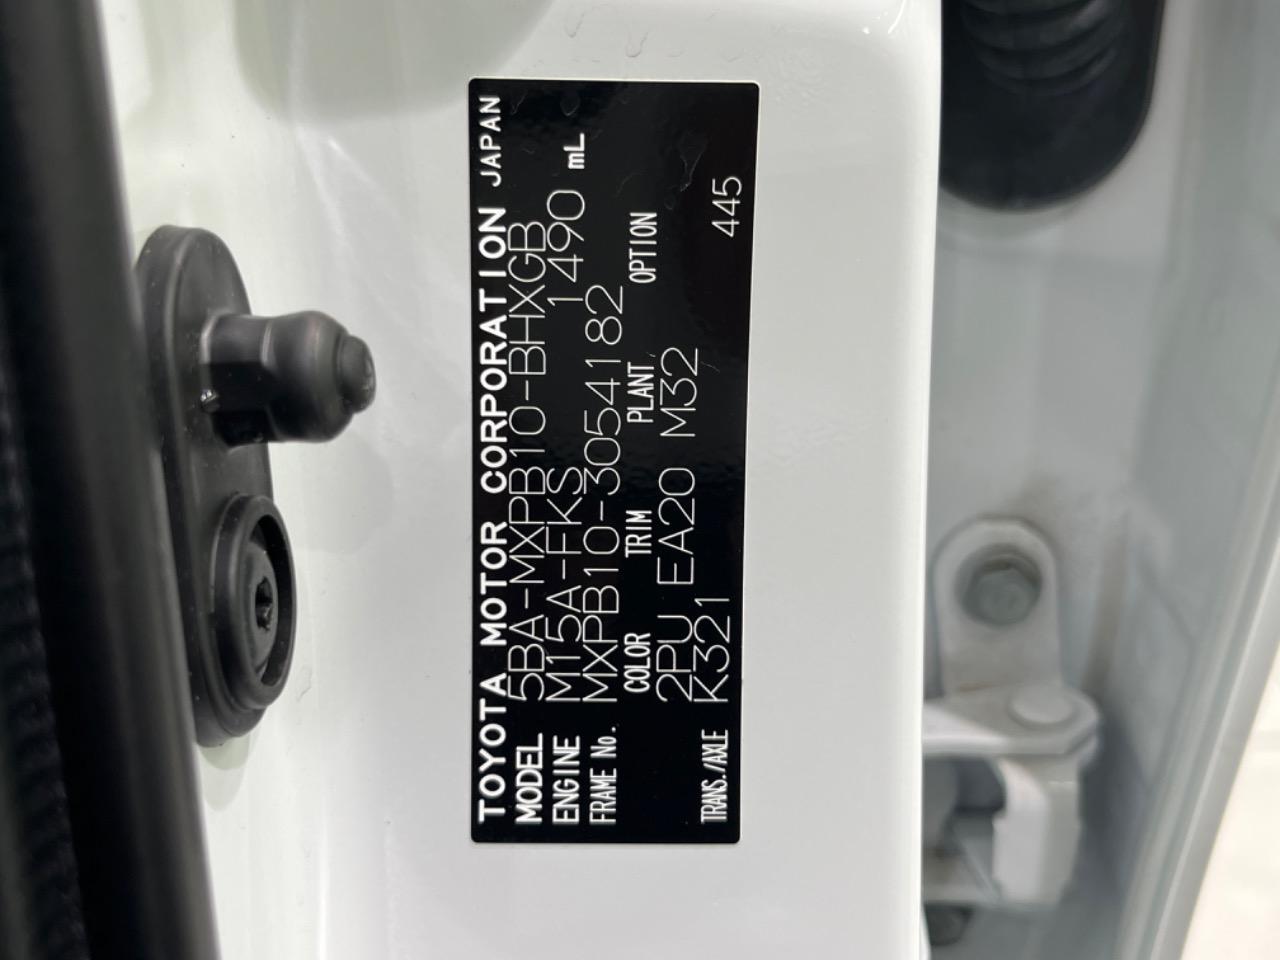 TOYOTA MOTOR CORPORATION JAPAN
MODEL 5BA-MXPB10-BHXGB
ENGINE M15A-FKS 1490 mL
FRAME No. MXPB10-3054182
COLOR TRIM PLANT OPTION
2PU EA20 M32
TRANS./AXLE K321 445